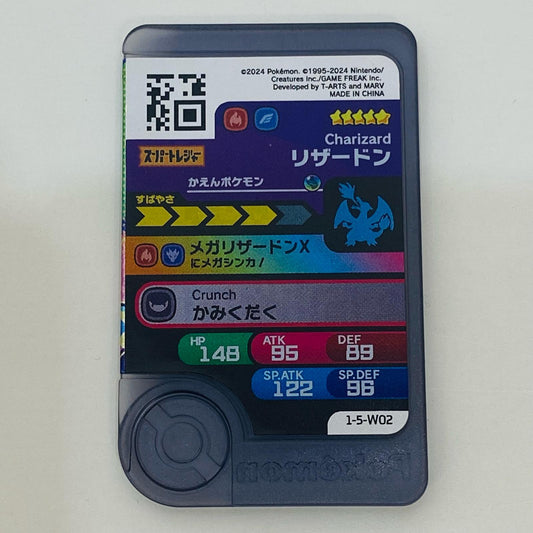 ©2024 Pokémon. ©1995-2024 Nintendo/
Creatures Inc./GAME FREAK Inc.
Developed by T-ARTS and MARV
MADE IN CHINA
Charizard
スーパートレジャー
リザードン
かえんポケモン
すばやさ
メガリザードンX
にメガシンカ!
Crunch
かみくだく
HP 148
ATK 95
DEF 89
SP.ATK 122
SP.DEF 96
1-5-W02
Pokémon